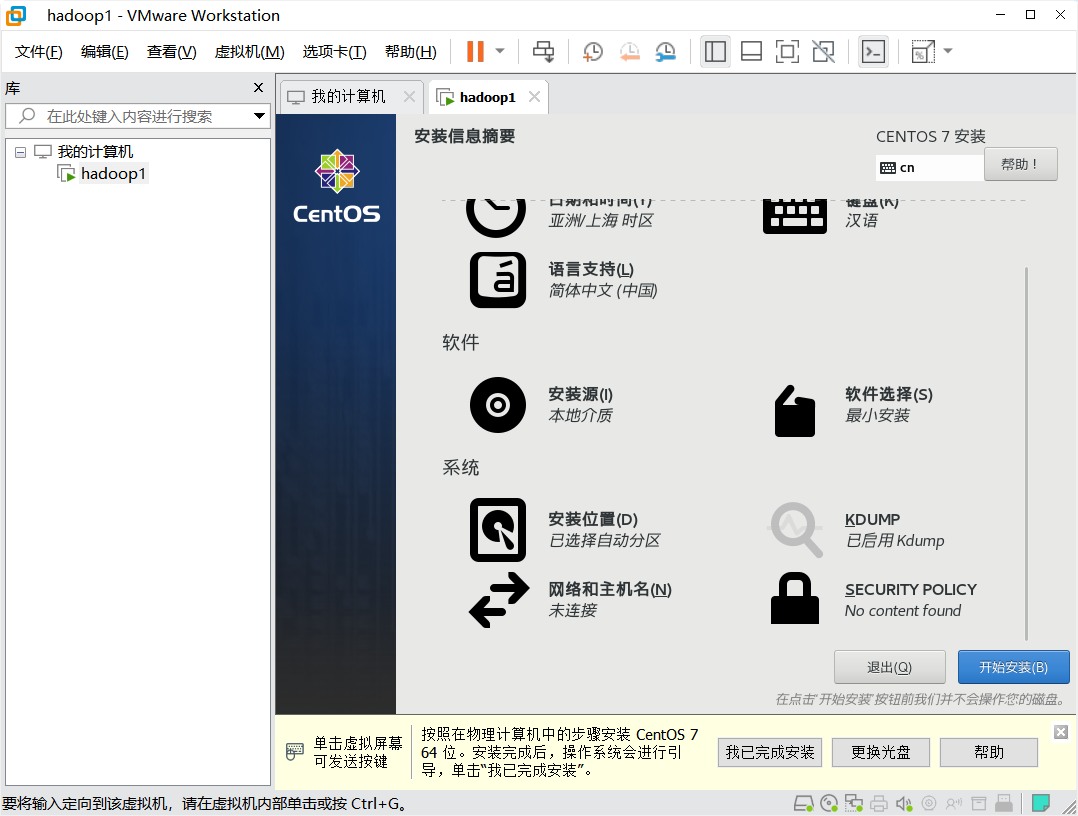 hadoop1 - VMware Workstation
文件(F) 编辑(E) 查看(V) 虚拟机(M) 选项卡(T) 帮助(H)
库
在此处键入内容进行搜索
我的计算机
hadoop1
我的计算机
hadoop1
CentOS
安装信息摘要
CENTOS 7 安装
cn
帮助！
日期和时间(T)
亚洲/上海 时区
键盘(K)
汉语
语言支持(L)
简体中文 (中国)
软件
安装源(I)
本地介质
软件选择(S)
最小安装
系统
安装位置(D)
已选择自动分区
KDUMP
已启用 Kdump
网络和主机名(N)
未连接
SECURITY POLICY
No content found
退出(Q)
开始安装(B)
在点击'开始安装'按钮前我们并不会操作您的磁盘。
单击虚拟屏幕
可发送按键
按照在物理计算机中的步骤安装 CentOS 7
64 位。安装完成后，操作系统会进行引
导，单击“我已完成安装”。
我已完成安装
更换光盘
帮助
要将输入定向到该虚拟机，请在虚拟机内部单击或按 Ctrl+G。